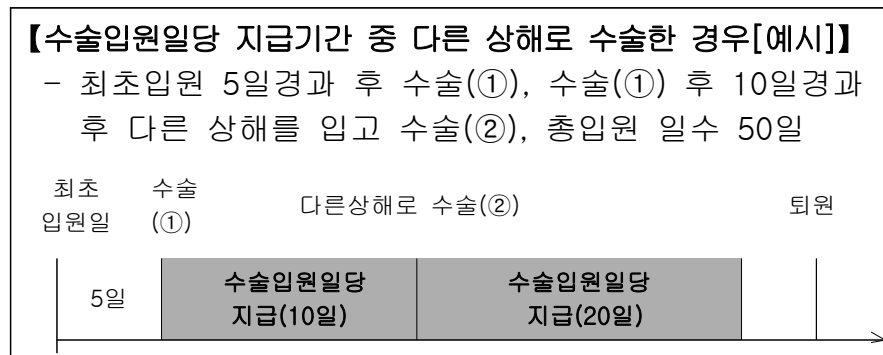 【수술입원일당 지급기간 중 다른 상해로 수술한 경우[예시]】
- 최초입원 5일경과 후 수술(①), 수술(①) 후 10일경과
후 다른 상해를 입고 수술(②), 총입원 일수 50일
최초 수술
입원일 (①) 다른상해로 수술(②) 퇴원
5일 수술입원일당 수술입원일당
지급(10일) 지급(20일)